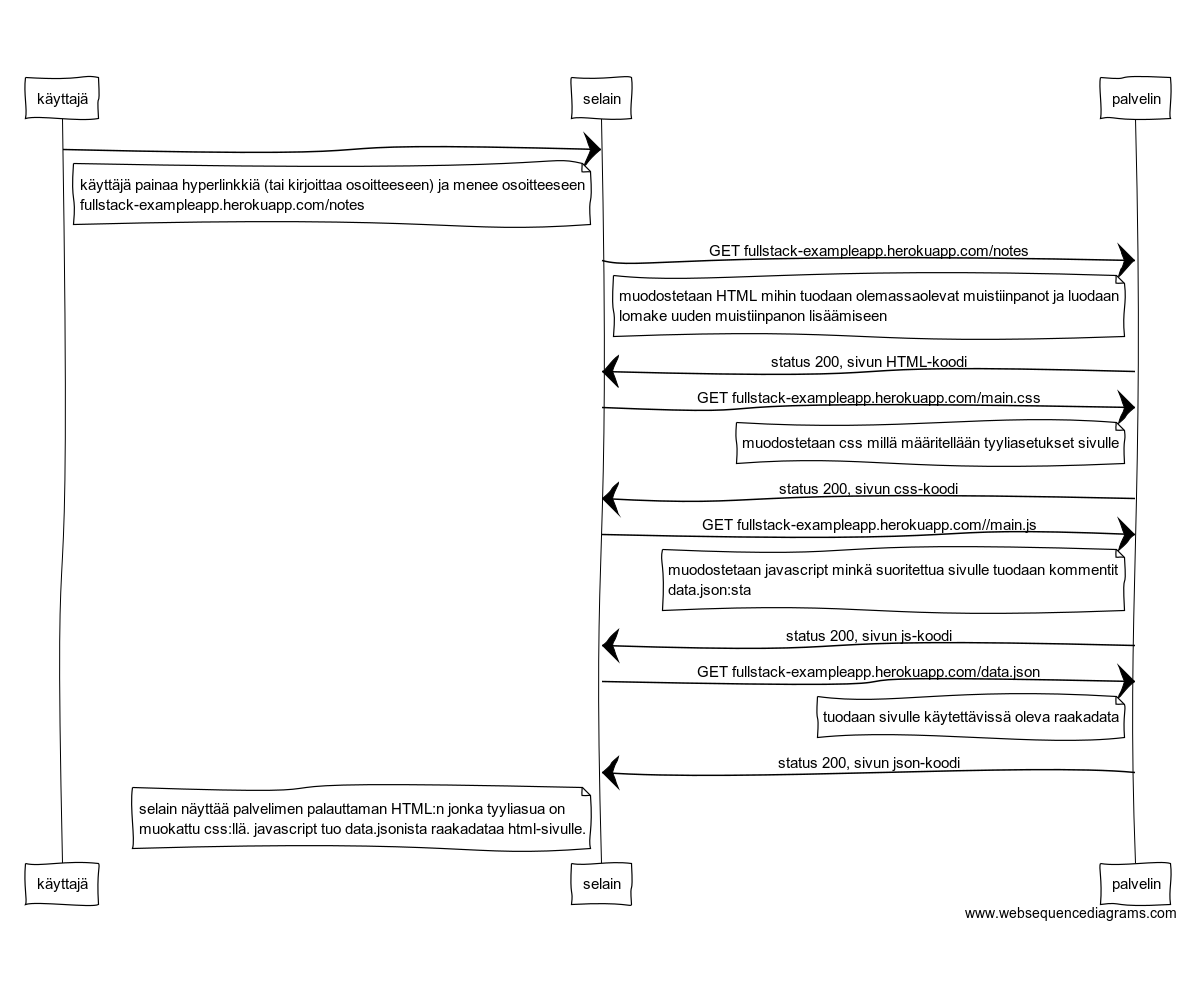 käyttajä
selain
palvelin
käyttäjä painaa hyperlinkkiä (tai kirjoittaa osoitteeseen) ja menee osoitteeseen
fullstack-exampleapp.herokuapp.com/notes
GET fullstack-exampleapp.herokuapp.com/notes
muodostetaan HTML mihin tuodaan olemassaolevat muistiinpanot ja luodaan
lomake uuden muistiinpanon lisäämiseen
status 200, sivun HTML-koodi
GET fullstack-exampleapp.herokuapp.com/main.css
muodostetaan css millä määritellään tyyliasetukset sivulle
status 200, sivun css-koodi
GET fullstack-exampleapp.herokuapp.com//main.js
muodostetaan javascript minkä suoritettua sivulle tuodaan kommentit
data.json:sta
status 200, sivun js-koodi
GET fullstack-exampleapp.herokuapp.com/data.json
tuodaan sivulle käytettävissä oleva raakadata
status 200, sivun json-koodi
selain näyttää palvelimen palauttaman HTML:n jonka tyyliasua on
muokattu css:llä. javascript tuo data.jsonista raakadataa html-sivulle.
käyttajä
selain
palvelin
www.websequencediagrams.com